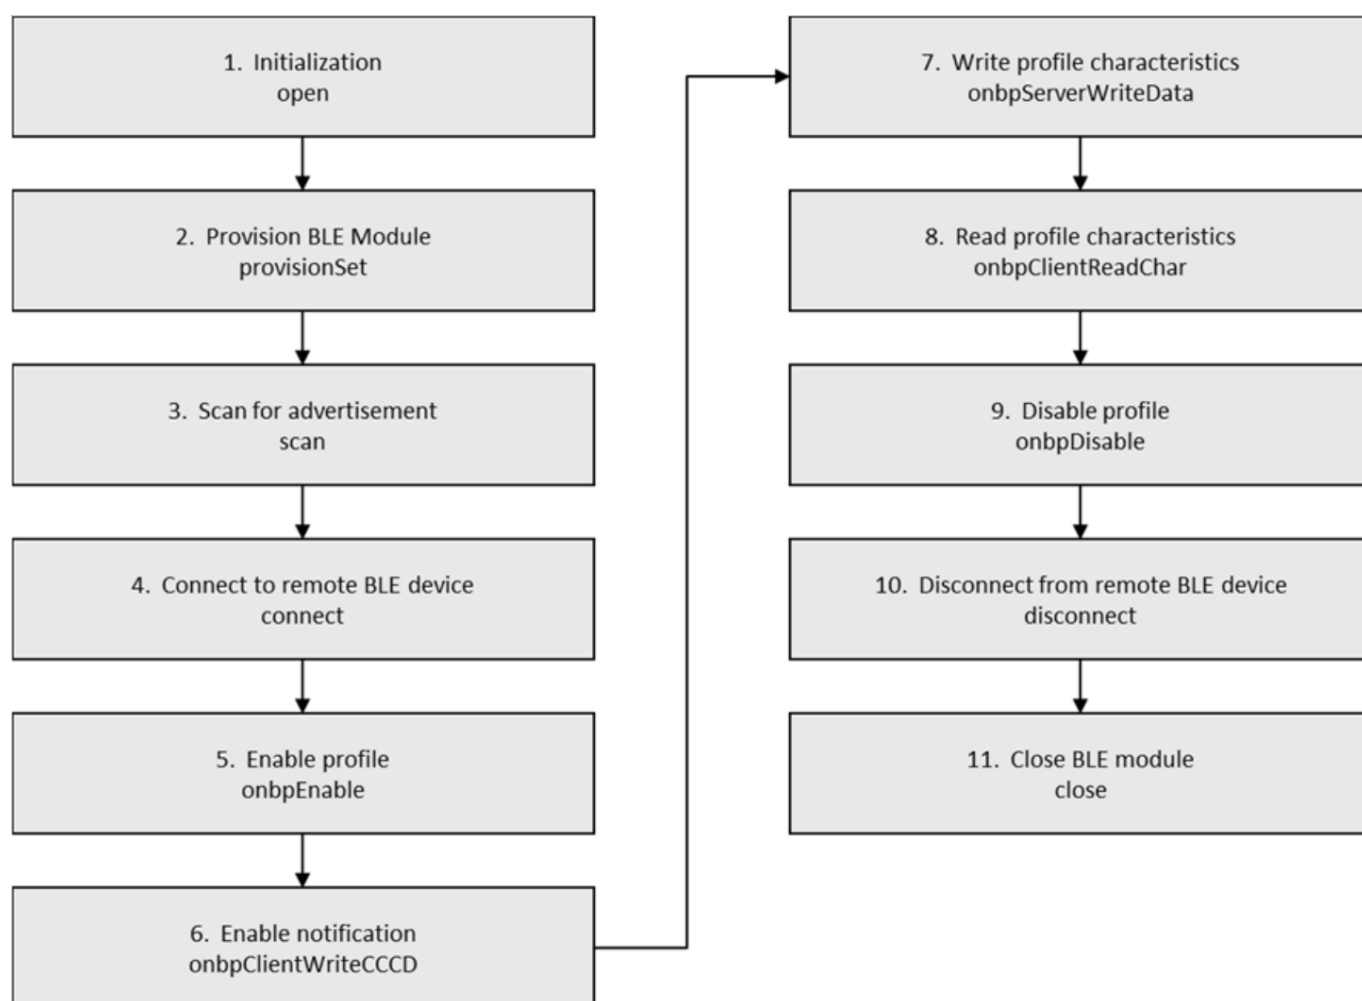 1. Initialization
open
2. Provision BLE Module
provisionSet
3. Scan for advertisement
scan
4. Connect to remote BLE device
connect
5. Enable profile
onbpEnable
6. Enable notification
onbpClientWriteCCCD
7. Write profile characteristics
onbpServerWriteData
8. Read profile characteristics
onbpClientReadChar
9. Disable profile
onbpDisable
10. Disconnect from remote BLE device
disconnect
11. Close BLE module
close